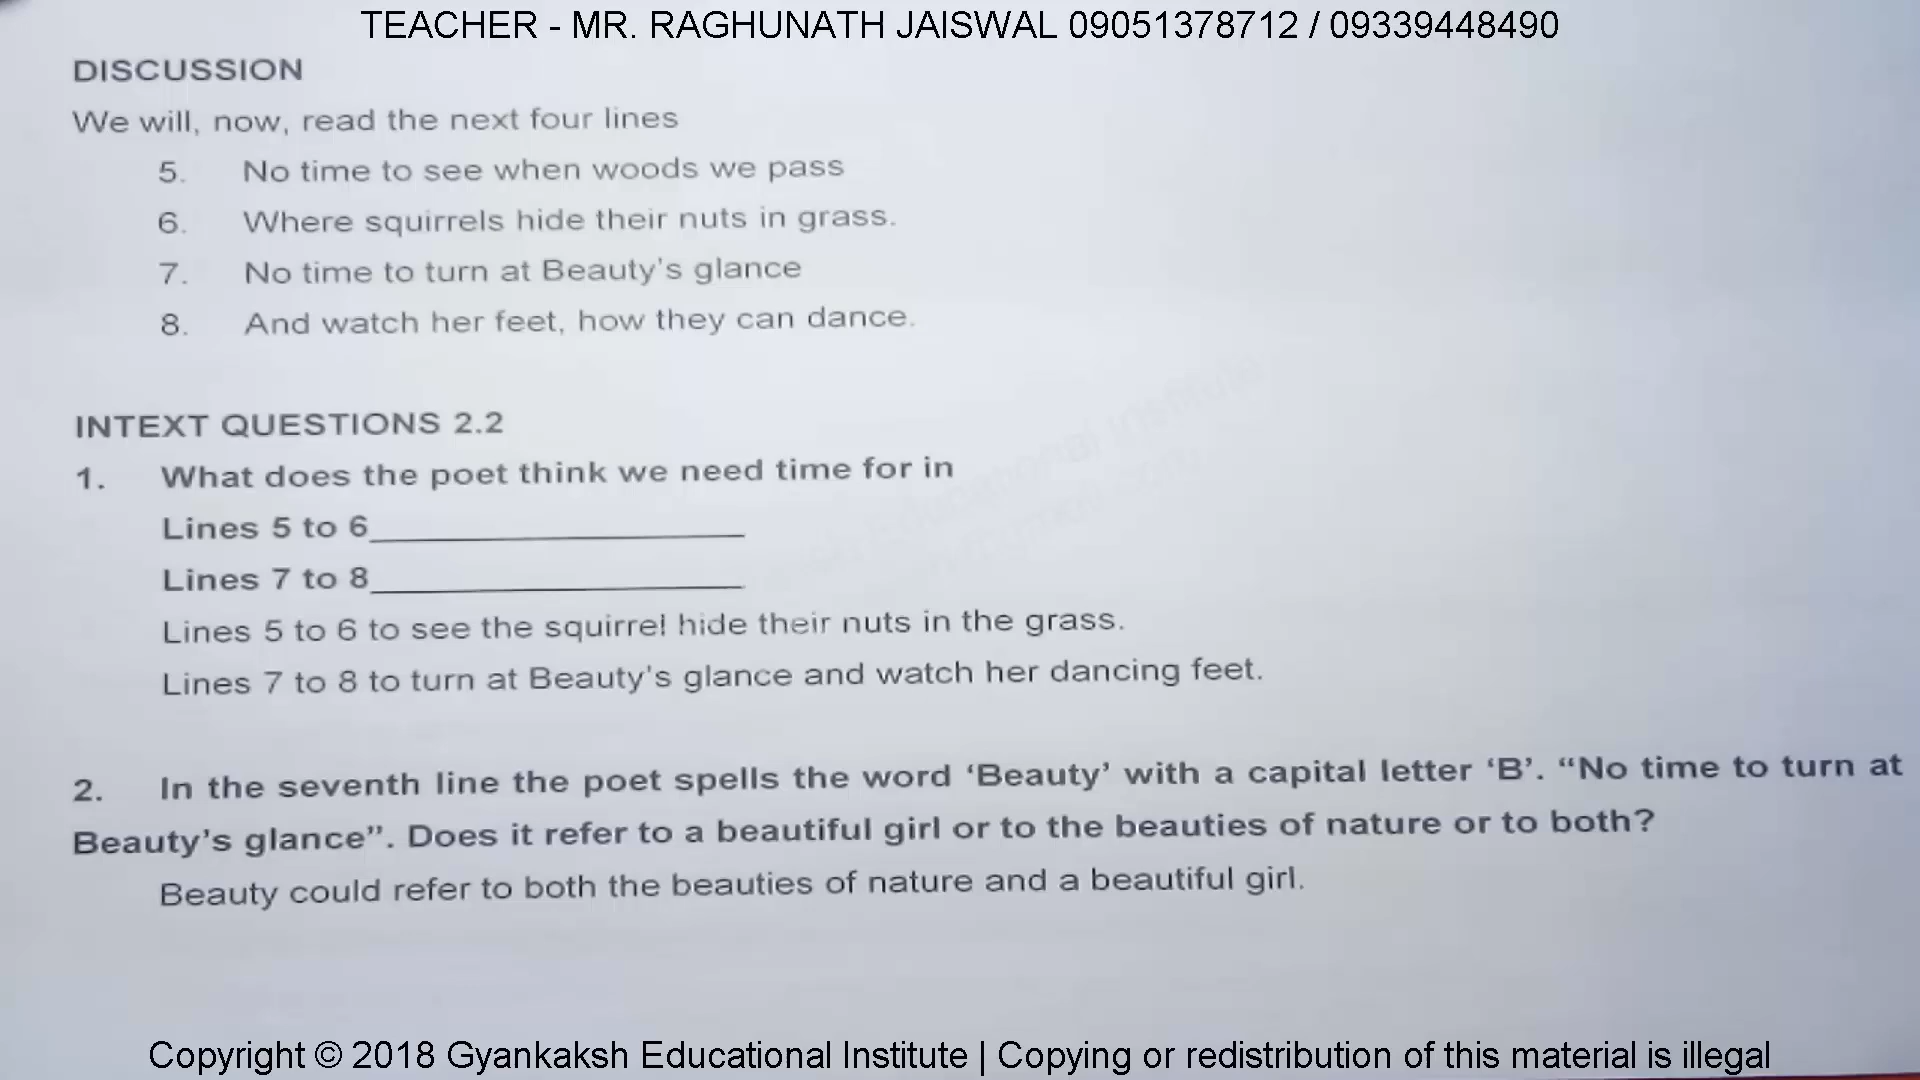 TEACHER - MR. RAGHUNATH JAISWAL 09051378712 / 09339448490
DISCUSSION
We will, now, read the next four lines
5. No time to see when woods we pass
6. Where squirrels hide their nuts in grass.
7. No time to turn at Beauty's glance
8. And watch her feet, how they can dance.
INTEXT QUESTIONS 2.2
1. What does the poet think we need time for in
Lines 5 to 6____________________
Lines 7 to 8____________________
Lines 5 to 6 to see the squirrel hide their nuts in the grass.
Lines 7 to 8 to turn at Beauty's glance and watch her dancing feet.
2. In the seventh line the poet spells the word ‘Beauty’ with a capital letter ‘B’. “No time to turn at
Beauty’s glance”. Does it refer to a beautiful girl or to the beauties of nature or to both?
Beauty could refer to both the beauties of nature and a beautiful girl.
Copyright © 2018 Gyankaksh Educational Institute | Copying or redistribution of this material is illegal